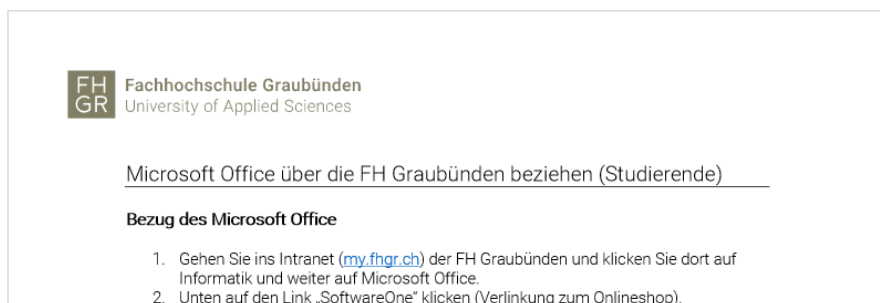 FH
GR
Fachhochschule Graubünden
University of Applied Sciences
Microsoft Office über die FH Graubünden beziehen (Studierende)
Bezug des Microsoft Office
1. Gehen Sie ins Intranet (my.fhgr.ch) der FH Graubünden und klicken Sie dort auf
Informatik und weiter auf Microsoft Office.
2. Unten auf den Link „SoftwareOne“ klicken (Verlinkung zum Onlineshop).